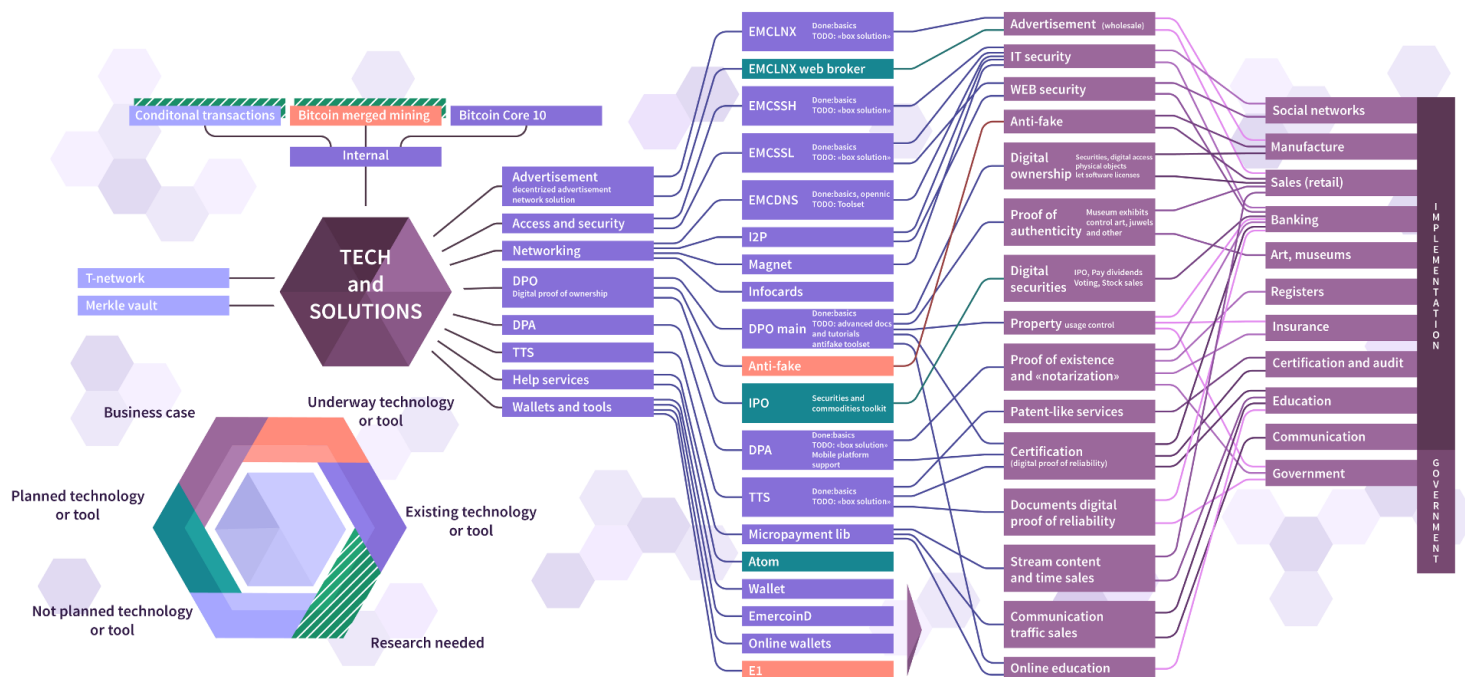 Conditonal transactions
Bitcoin merged mining
Bitcoin Core 10
Internal
TECH
and
SOLUTIONS
T-network
Merkle vault
Advertisement
decentrized advertisement
network solution
Access and security
Networking
DPO
Digital proof of ownership
DPA
TTS
Help services
Wallets and tools
Business case
Underway technology
or tool
Planned technology
or tool
Existing technology
or tool
Not planned technology
or tool
Research needed
EMCLNX
Done:basics
TODO: «box solution»
EMCLNX web broker
EMCSSH
Done:basics
TODO: «box solution»
EMCSSL
Done:basics
TODO: «box solution»
EMCDNS
Done:basics, opennic
TODO: Toolset
I2P
Magnet
Infocards
DPO main
Done:basics
TODO: advanced docs
and tutorials
antifake toolset
Anti-fake
IPO
Securities and
commodities toolkit
DPA
Done:basics
TODO: «box solution»
Mobile platform
support
TTS
Done:basics
TODO: «box solution»
Micropayment lib
Atom
Wallet
EmercoinD
Online wallets
E1
Advertisement (wholesale)
IT security
WEB security
Anti-fake
Digital
ownership
Securities, digital access
physical objects
let software licenses
Proof of
authenticity
Museum exhibits
control art, juwels
and other
Digital
securities
IPO, Pay dividends
Voting, Stock sales
Property usage control
Proof of existence
and «notarization»
Patent-like services
Certification
(digital proof of reliability)
Documents digital
proof of reliability
Stream content
and time sales
Communication
traffic sales
Online education
Social networks
Manufacture
Sales (retail)
Banking
Art, museums
Registers
Insurance
Certification and audit
Education
Communication
Government
IMPLEMENTATION
GOVERNMENT